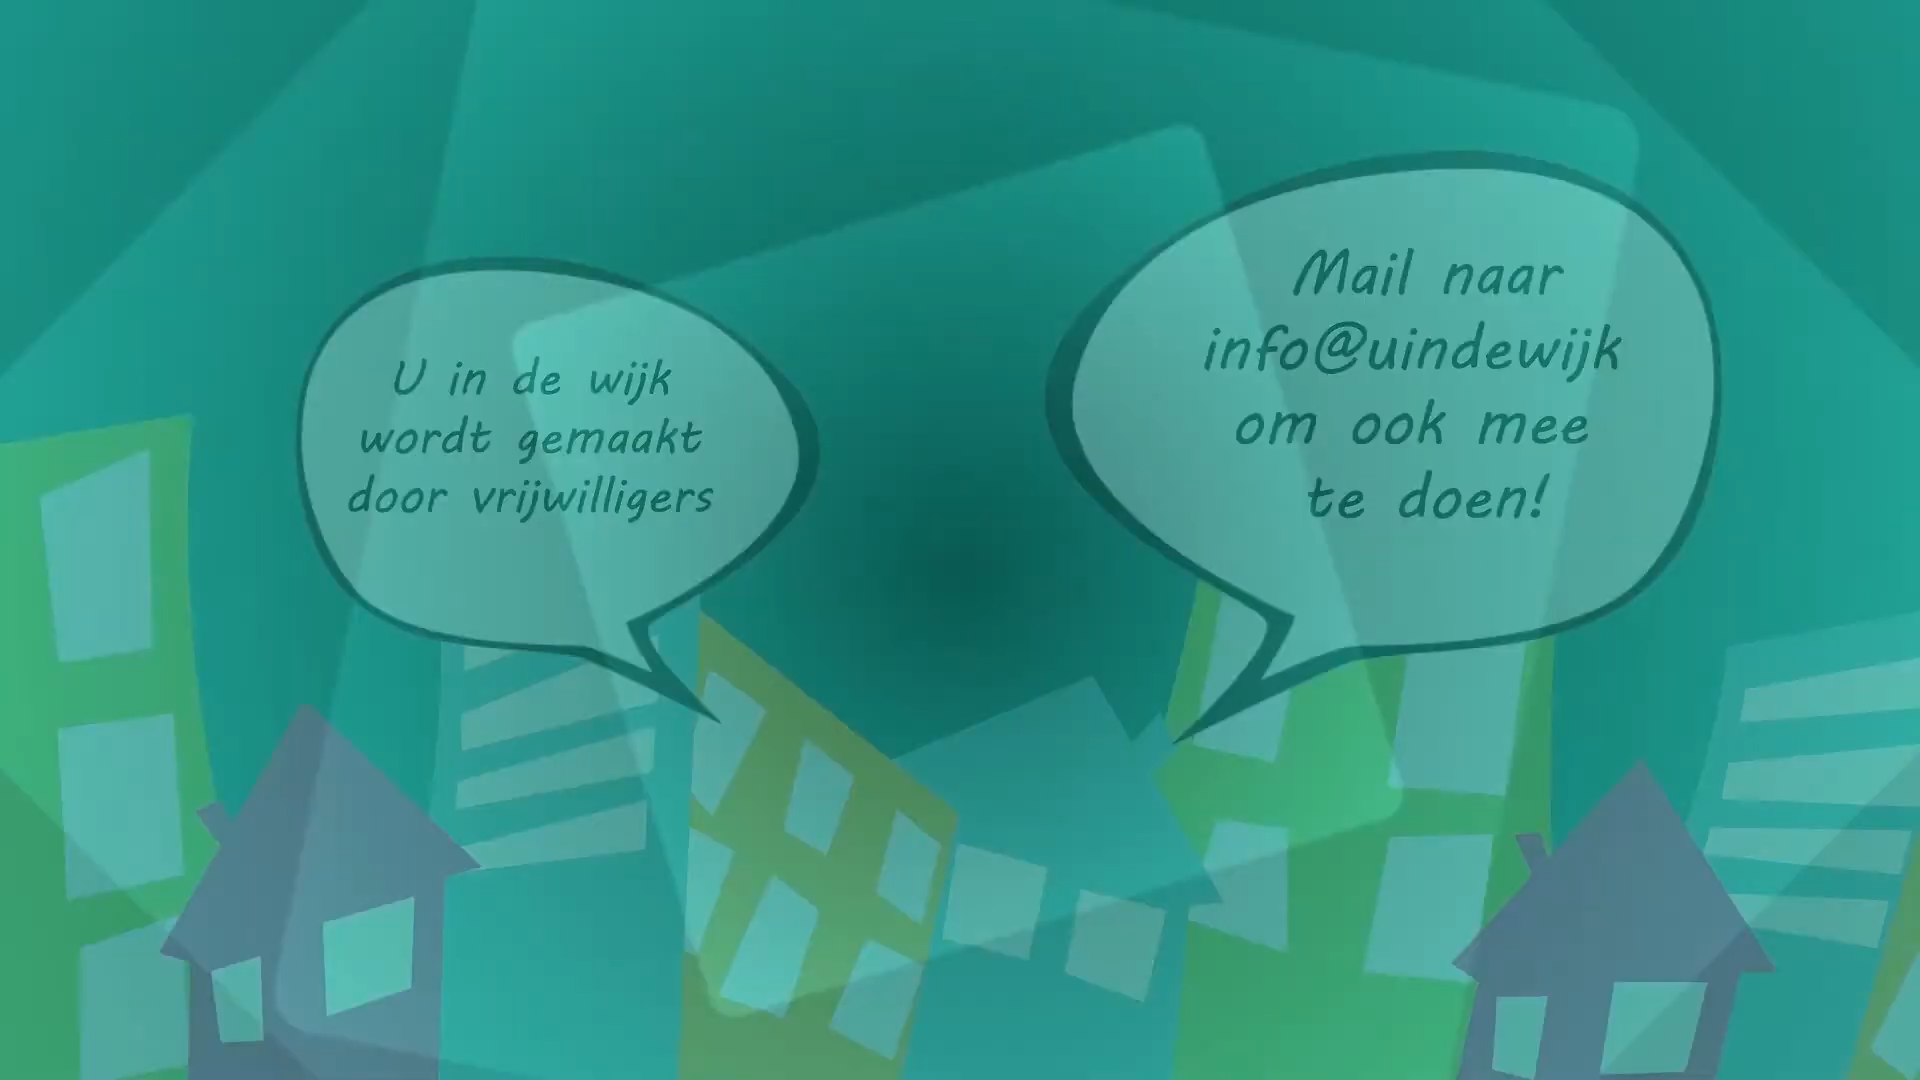 U in de wijk
wordt gemaakt
door vrijwilligers
Mail naar
info@uindewijk
om ook mee
te doen!